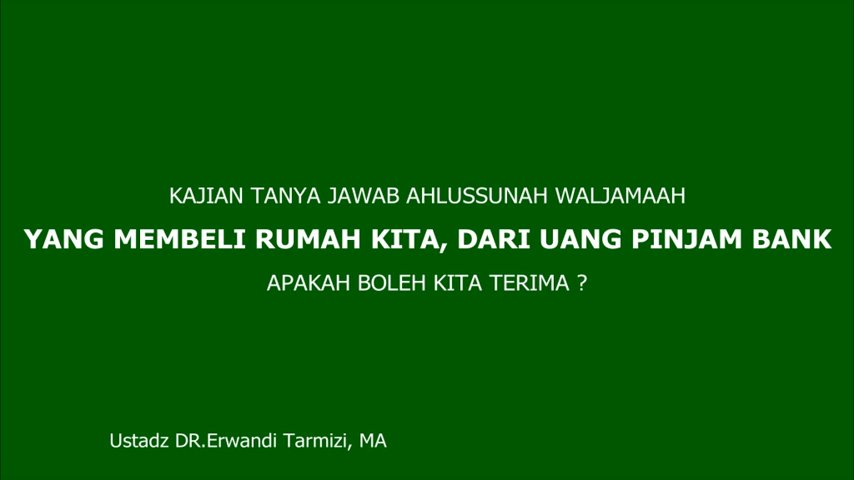 KAJIAN TANYA JAWAB AHLUSSUNAH WALJAMAAH
YANG MEMBELI RUMAH KITA, DARI UANG PINJAM BANK
APAKAH BOLEH KITA TERIMA ?
Ustadz DR.Erwandi Tarmizi, MA